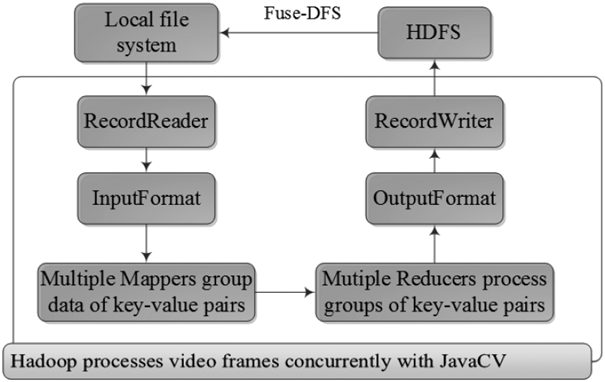 Local file
system
Fuse-DFS
HDFS
RecordReader
RecordWriter
InputFormat
OutputFormat
Multiple Mappers group
data of key-value pairs
Mutiple Reducers process
groups of key-value pairs
Hadoop processes video frames concurrently with JavaCV